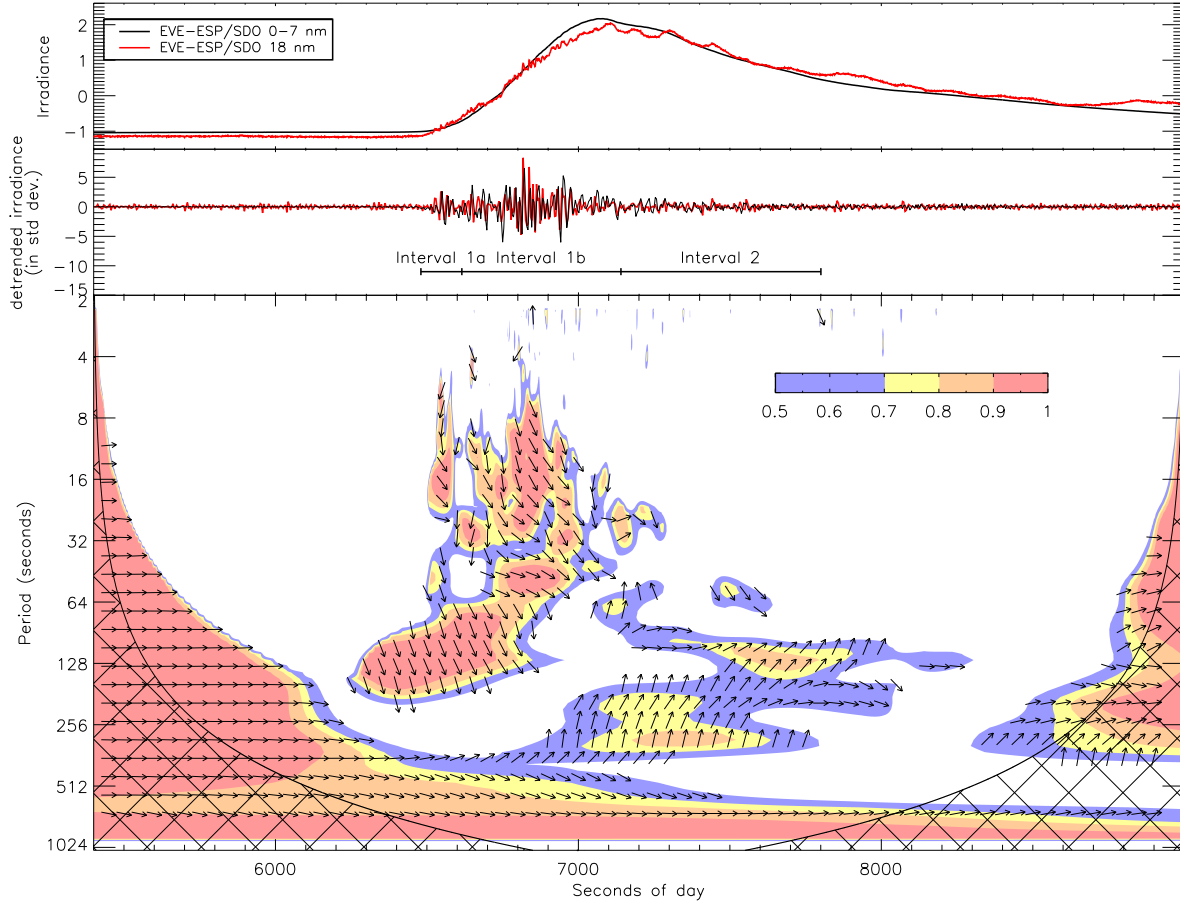 EVE-ESP/SDO 0-7 nm
EVE-ESP/SDO 18 nm
Irradiance
2
1
0
-1
detrended irradiance
(in std dev.)
5
0
-5
-10
-15
Interval 1a
Interval 1b
Interval 2
Period (seconds)
2
4
8
16
32
64
128
256
512
1024
0.5
0.6
0.7
0.8
0.9
1
6000
7000
8000
Seconds of day